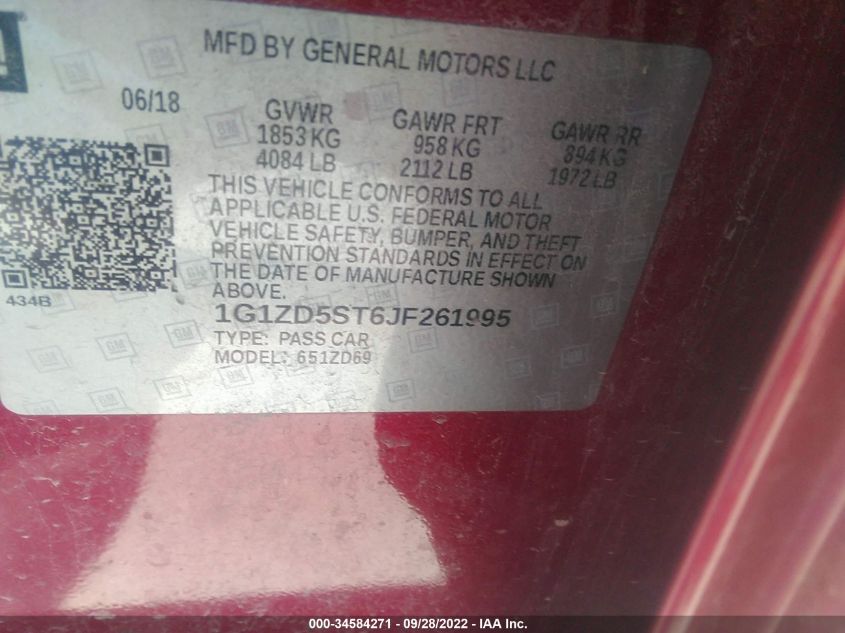 MFD BY GENERAL MOTORS LLC
06/18
GVWR GAWR FRT GAWR RR
1853 KG 958 KG 894 KG
4084 LB 2112 LB 1972 LB
THIS VEHICLE CONFORMS TO ALL
APPLICABLE U.S. FEDERAL MOTOR
VEHICLE SAFETY, BUMPER, AND THEFT
PREVENTION STANDARDS IN EFFECT ON
THE DATE OF MANUFACTURE SHOWN
ABOVE.
434B
1G1ZD5ST6JF261995
TYPE: PASS CAR
MODEL: 651ZD69
000-34584271 - 09/28/2022 - IAA Inc.